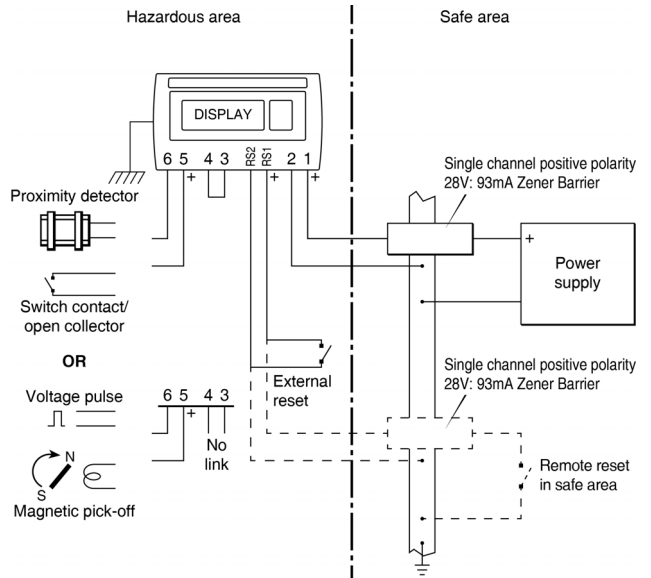 Hazardous area
Safe area
DISPLAY
6 5 4 3 RS2 RS1 2 1
+ + +
Proximity detector
Single channel positive polarity
28V: 93mA Zener Barrier
+
Power
supply
Switch contact/
open collector
OR
External
reset
Single channel positive polarity
28V: 93mA Zener Barrier
Voltage pulse
6 5 4 3
+
No
link
N
S
Magnetic pick-off
Remote reset
in safe area